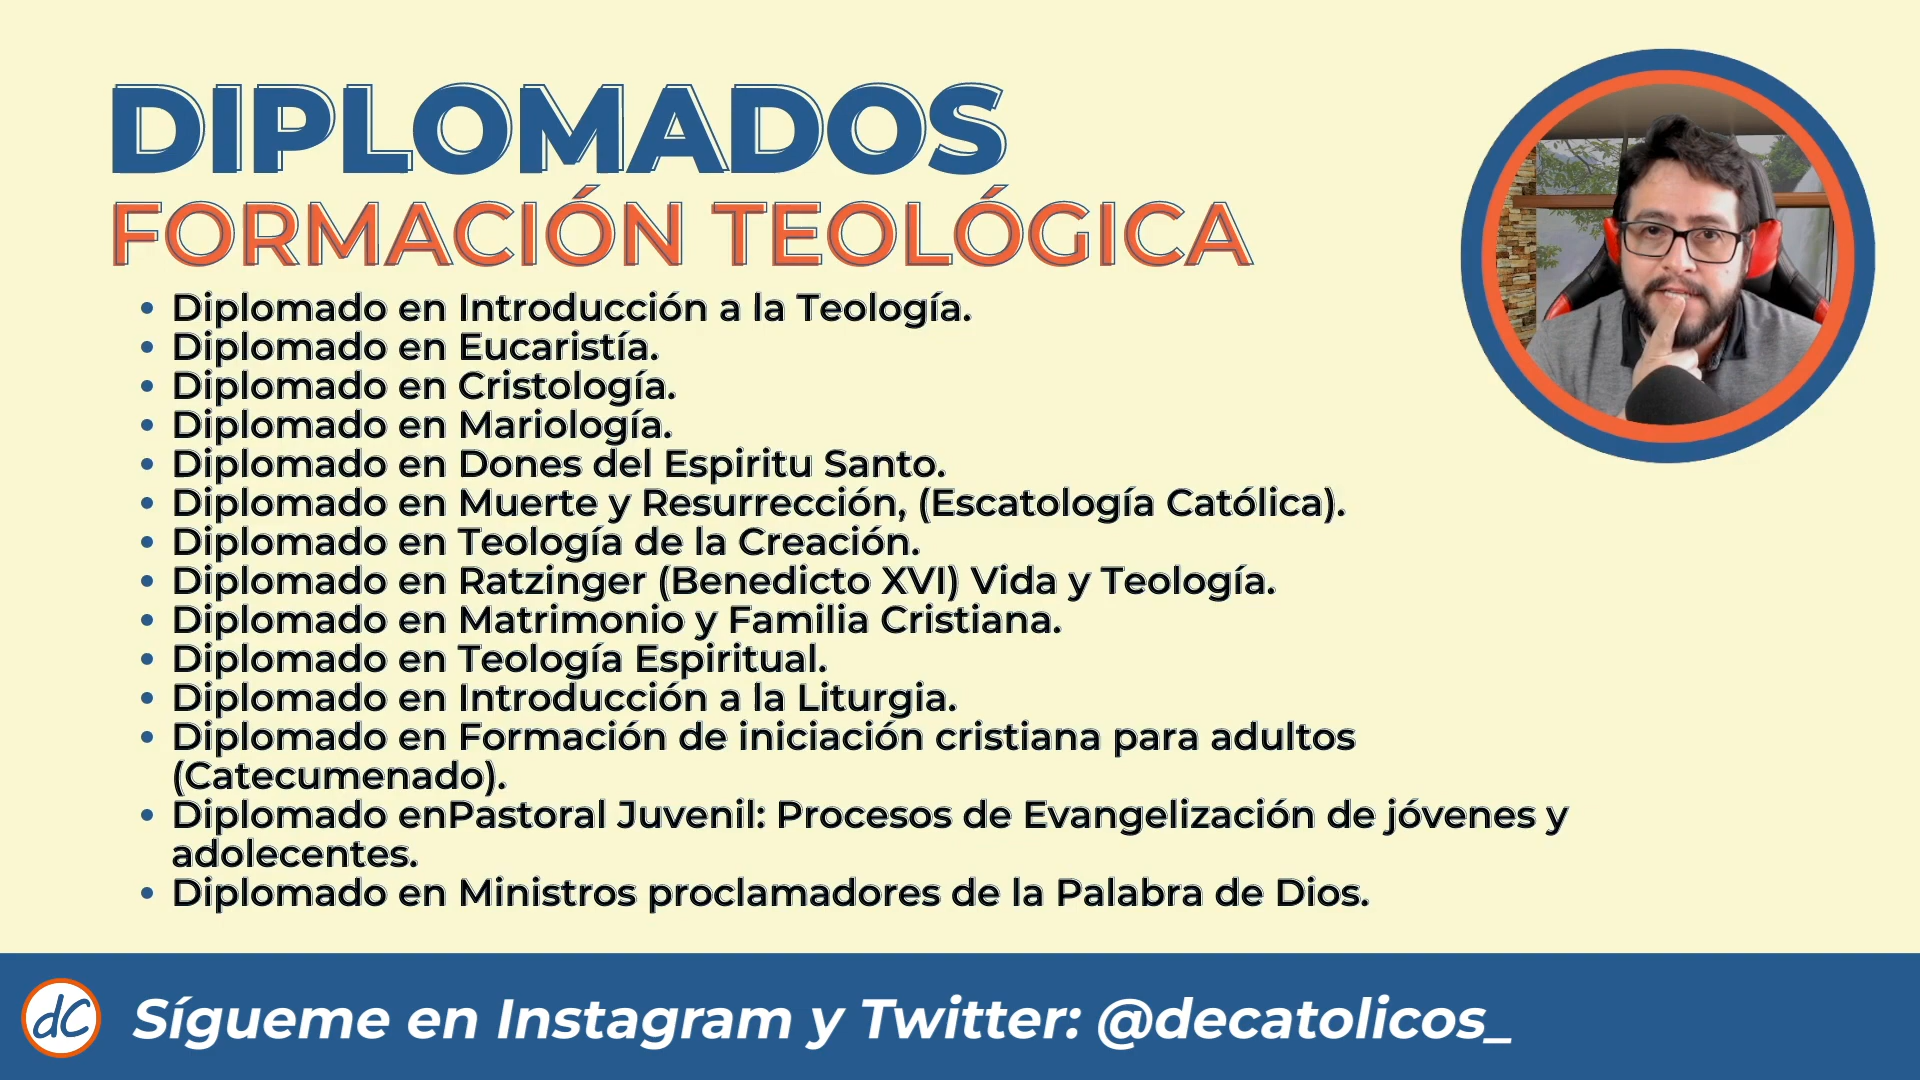 DIPLOMADOS
FORMACIÓN TEOLÓGICA
• Diplomado en Introducción a la Teología.
• Diplomado en Eucaristía.
• Diplomado en Cristología.
• Diplomado en Mariología.
• Diplomado en Dones del Espiritu Santo.
• Diplomado en Muerte y Resurrección, (Escatología Católica).
• Diplomado en Teología de la Creación.
• Diplomado en Ratzinger (Benedicto XVI) Vida y Teología.
• Diplomado en Matrimonio y Familia Cristiana.
• Diplomado en Teología Espiritual.
• Diplomado en Introducción a la Liturgia.
• Diplomado en Formación de iniciación cristiana para adultos
(Catecumenado).
• Diplomado enPastoral Juvenil: Procesos de Evangelización de jóvenes y
adolecentes.
• Diplomado en Ministros proclamadores de la Palabra de Dios.
dC
Sígueme en Instagram y Twitter: @decatolicos_